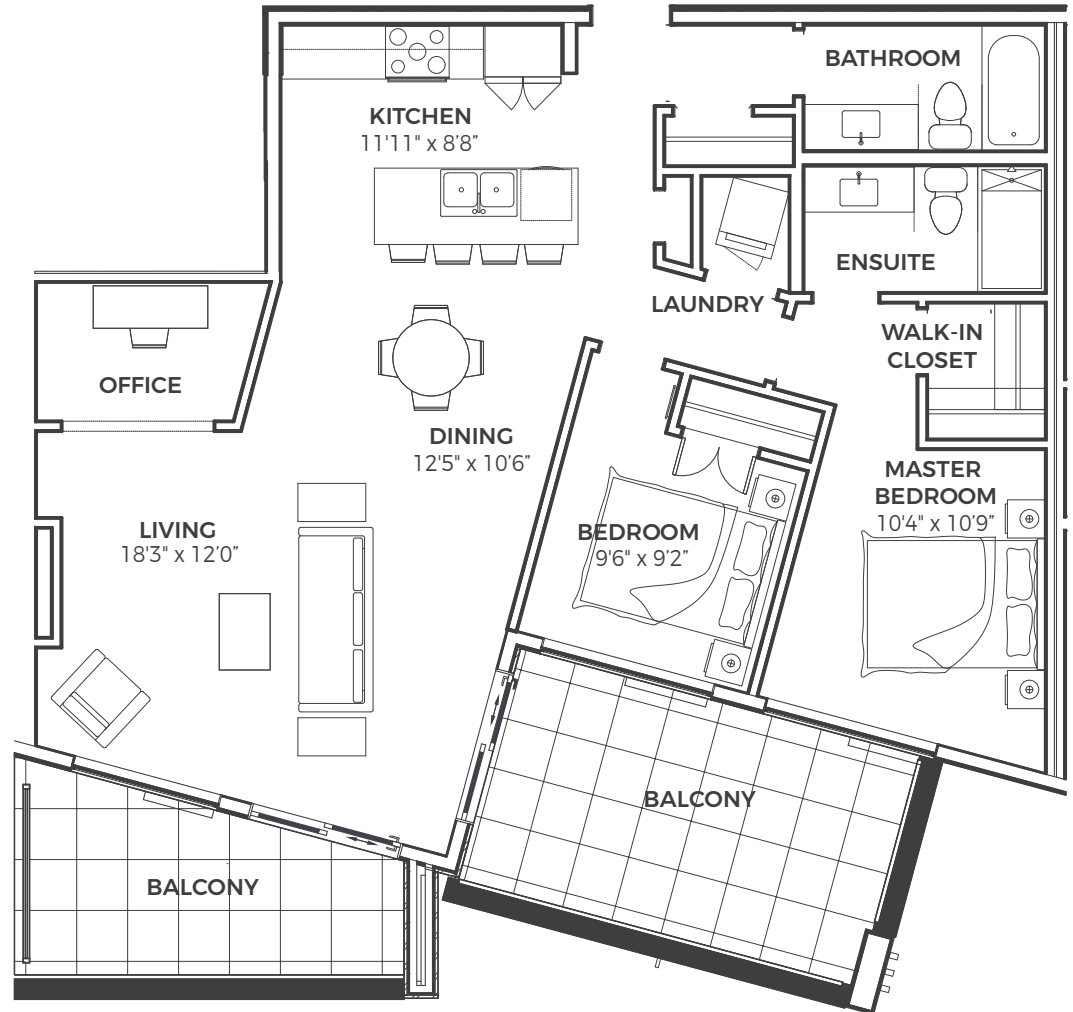 BATHROOM
KITCHEN
11'11" x 8'8"
ENSUITE
LAUNDRY
WALK-IN
CLOSET
OFFICE
DINING
12'5" x 10'6"
MASTER
BEDROOM
10'4" x 10'9"
LIVING
18'3" x 12'0"
BEDROOM
9'6" x 9'2"
BALCONY
BALCONY